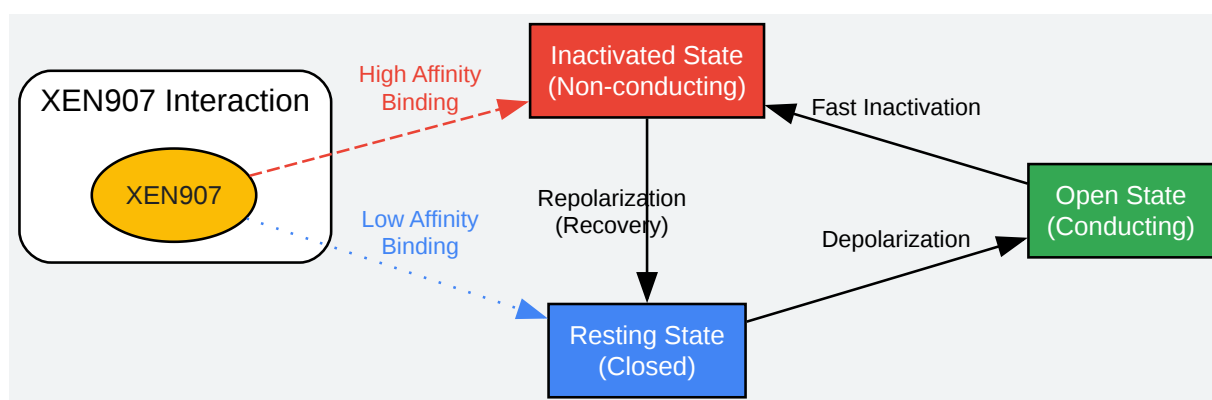 XEN907 Interaction
XEN907
High Affinity
Binding
Low Affinity
Binding
Inactivated State
(Non-conducting)
Repolarization
(Recovery)
Resting State
(Closed)
Fast Inactivation
Depolarization
Open State
(Conducting)